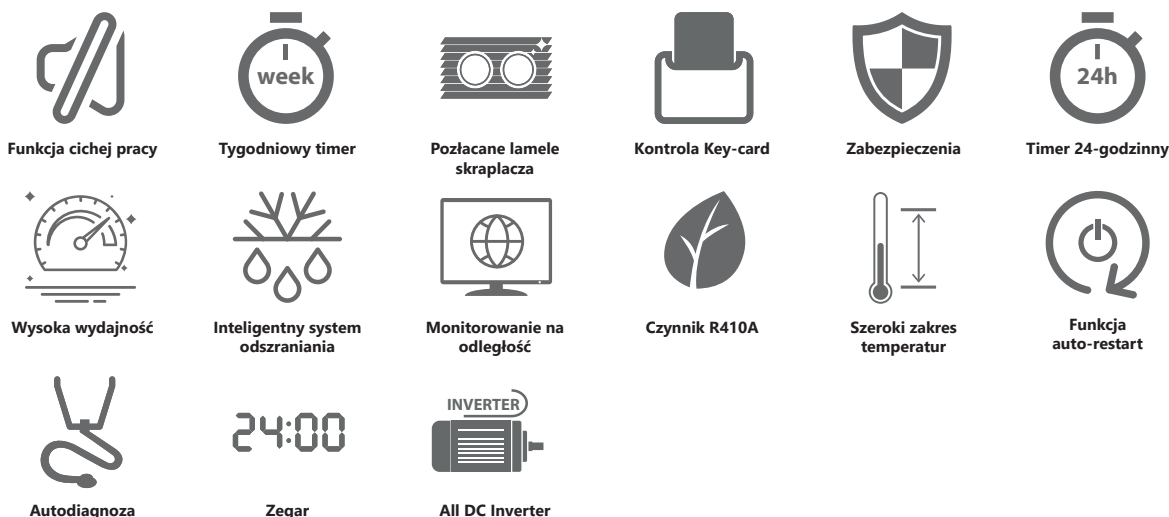 week
24h
Funkcja cichej pracy
Tygodniowy timer
Pozłacane lamele
skraplacza
Kontrola Key-card
Zabezpieczenia
Timer 24-godzinny
Wysoka wydajność
Inteligentny system
odszraniania
Monitorowanie na
odległość
Czynnik R410A
Szeroki zakres
temperatur
Funkcja
auto-restart
INVERTER
24:00
Autodiagnoza
Zegar
All DC Inverter